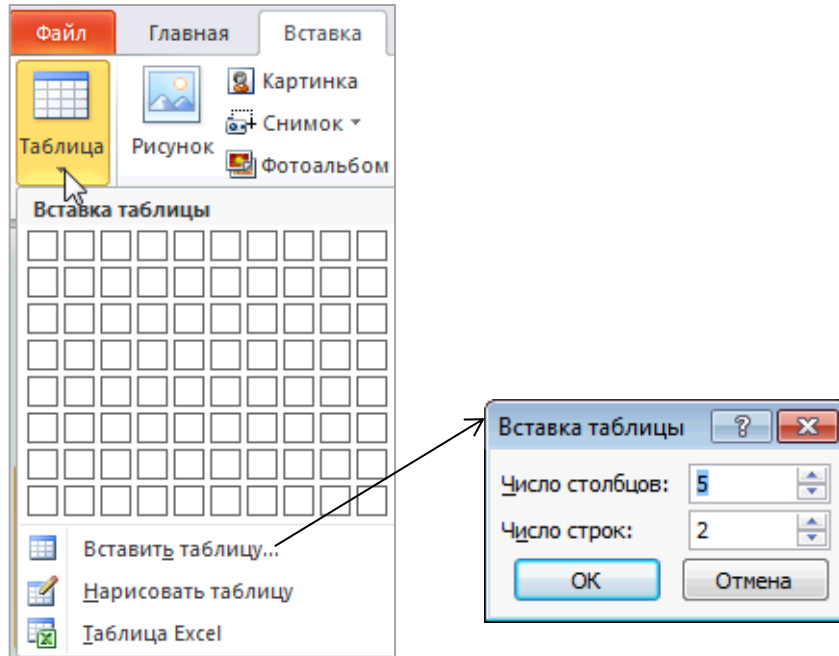 Файл Главная Вставка
Таблица
Рисунок
Картинка
Снимок
Фотоальбом
Вставка таблицы
Вставить таблицу...
Нарисовать таблицу
Таблица Excel
Вставка таблицы
Число столбцов: 5
Число строк: 2
ОК Отмена